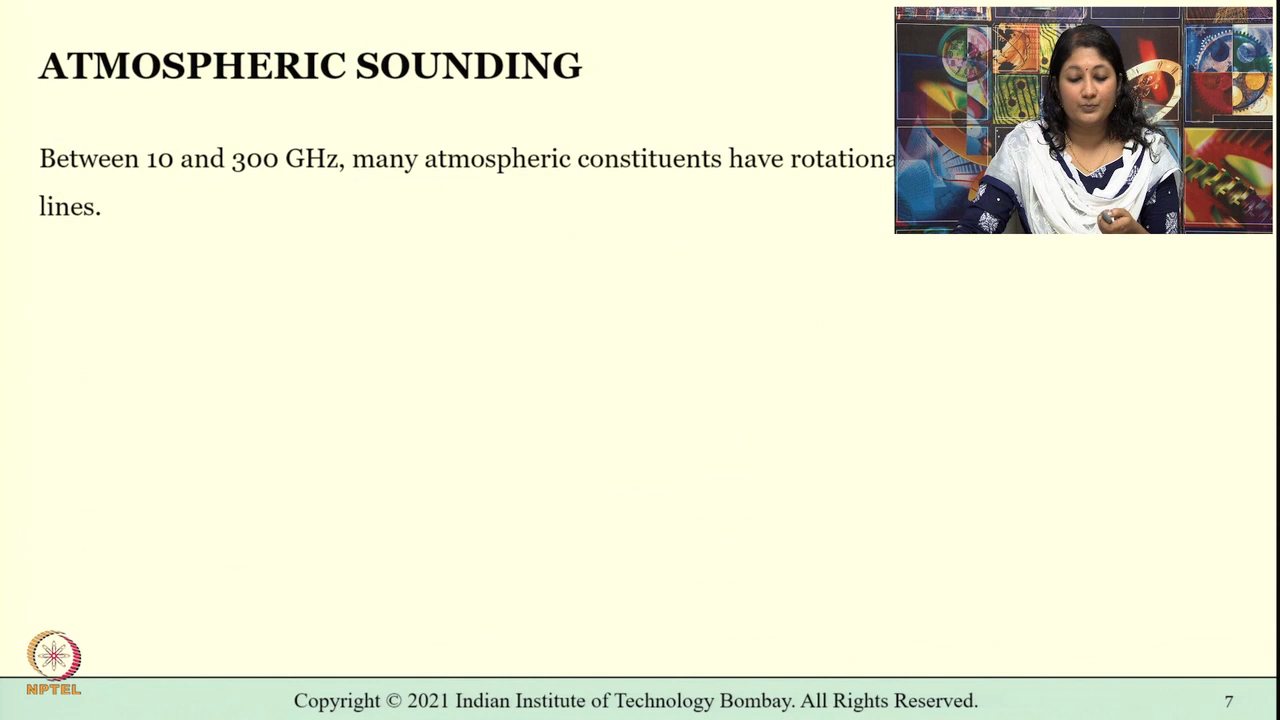 ATMOSPHERIC SOUNDING
Between 10 and 300 GHz, many atmospheric constituents have
lines.
NPTEL
Copyright © 2021 Indian Institute of Technology Bombay. All Rights Reserved.
7